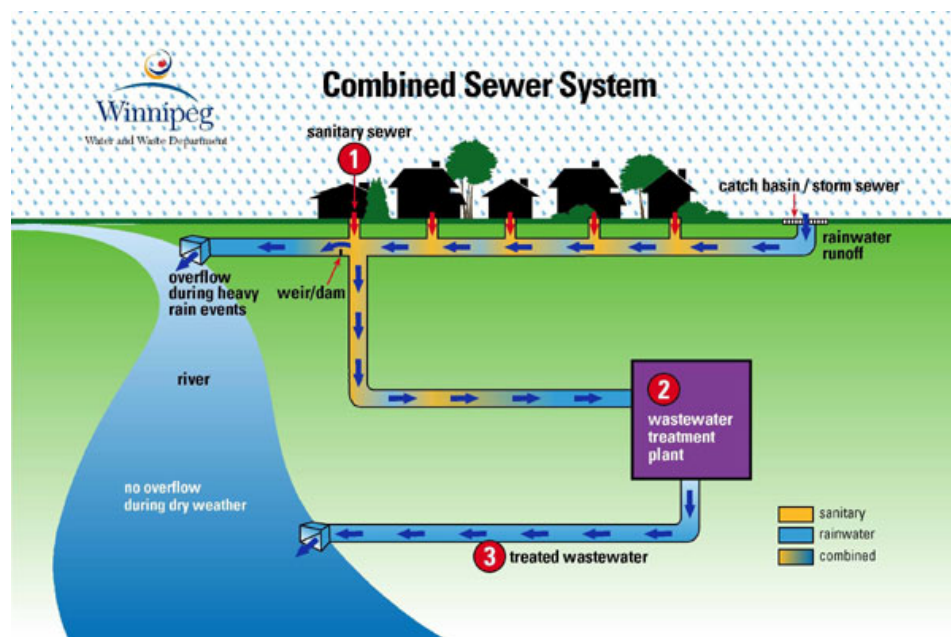 Combined Sewer System
Winnipeg
Water and Waste Department
sanitary sewer
1
catch basin / storm sewer
rainwater
runoff
overflow
during heavy
rain events
weir/dam
river
2
wastewater
treatment
plant
no overflow
during dry weather
3 treated wastewater
sanitary
rainwater
combined